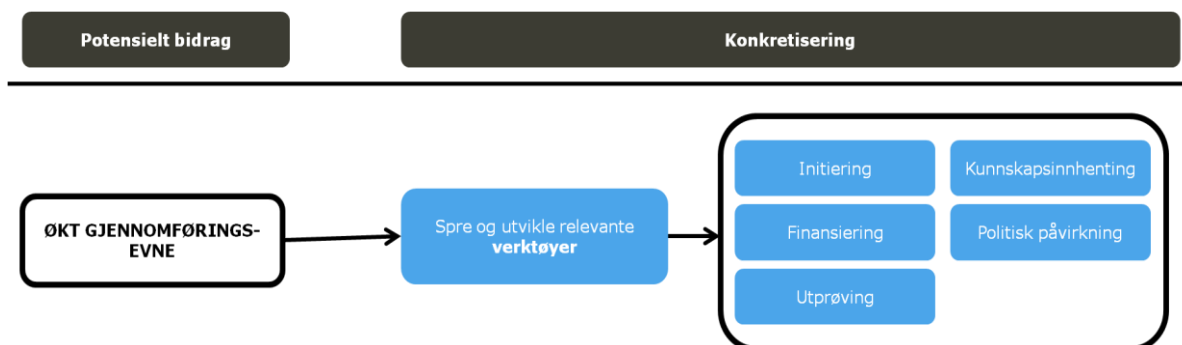 Potensielt bidrag
Konkretisering
ØKT GJENNOMFØRINGS-
EVNE
Spre og utvikle relevante
verktøyer
Initiering
Kunnskapsinnhenting
Finansiering
Politisk påvirkning
Utprøving